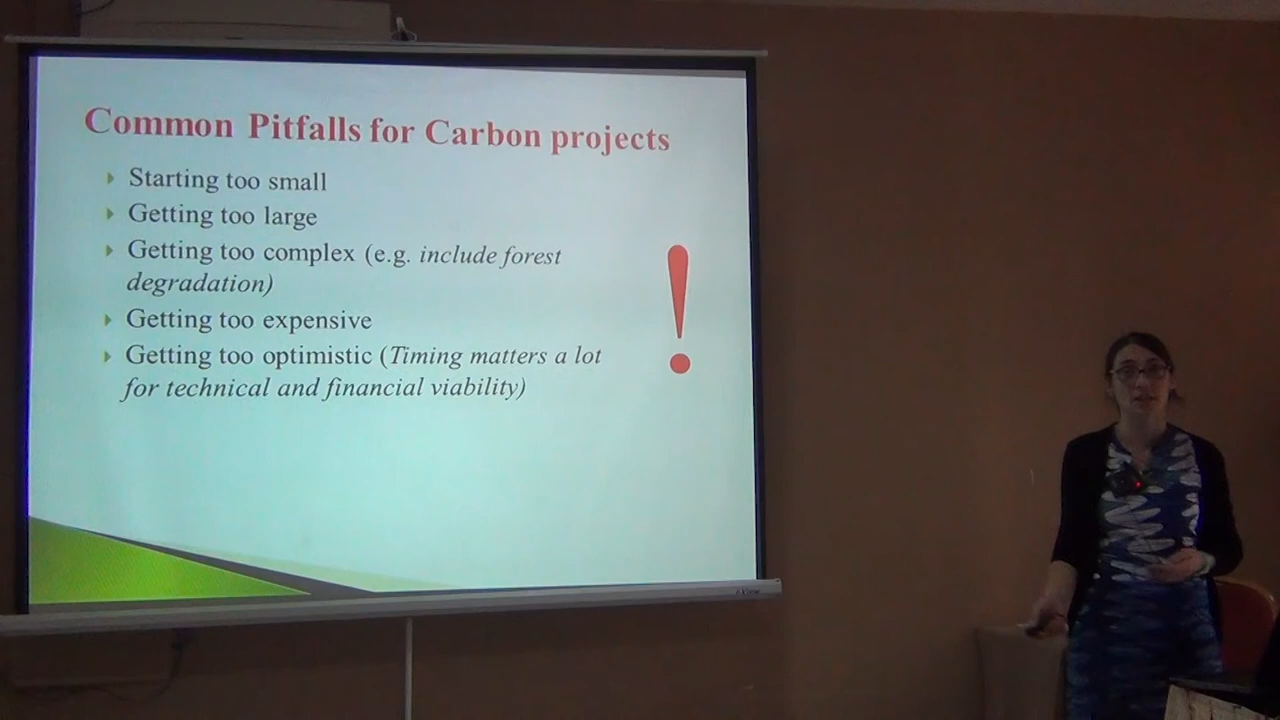 Common Pitfalls for Carbon projects
Starting too small
Getting too large
Getting too complex (e.g. include forest
degradation)
Getting too expensive
Getting too optimistic (Timing matters a lot
for technical and financial viability)
!